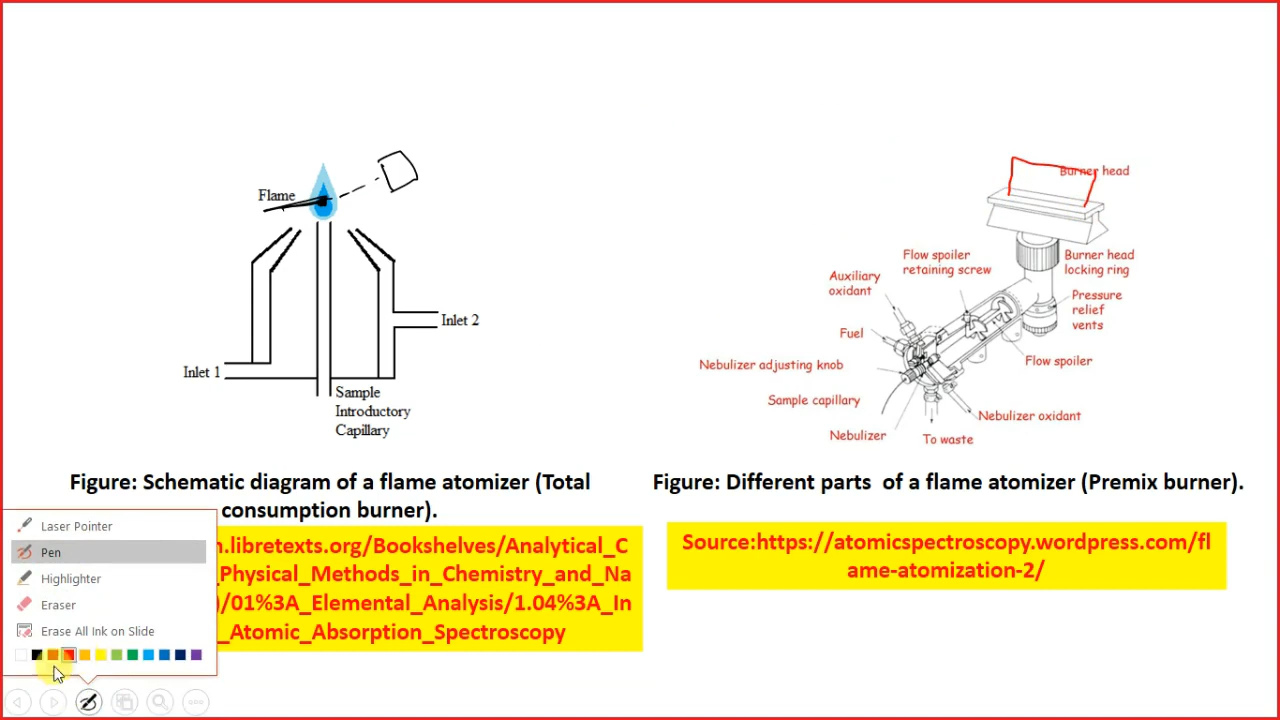 Flame
Inlet 2
Inlet 1
Sample
Introductory
Capillary
Burner head
Flow spoiler
retaining screw
Burner head
locking ring
Auxiliary
oxidant
Pressure
relief
vents
Fuel
Flow spoiler
Nebulizer adjusting knob
Sample capillary
Nebulizer oxidant
Nebulizer
To waste
Figure: Schematic diagram of a flame atomizer (Total
consumption burner).
n.libretexts.org/Bookshelves/Analytical_C
_Physical_Methods_in_Chemistry_and_Na
)/01%3A_Elemental_Analysis/1.04%3A_In
_Atomic_Absorption_Spectroscopy
Figure: Different parts of a flame atomizer (Premix burner).
Source:https://atomicspectroscopy.wordpress.com/fl
ame-atomization-2/
Laser Pointer
Pen
Highlighter
Eraser
Erase All Ink on Slide